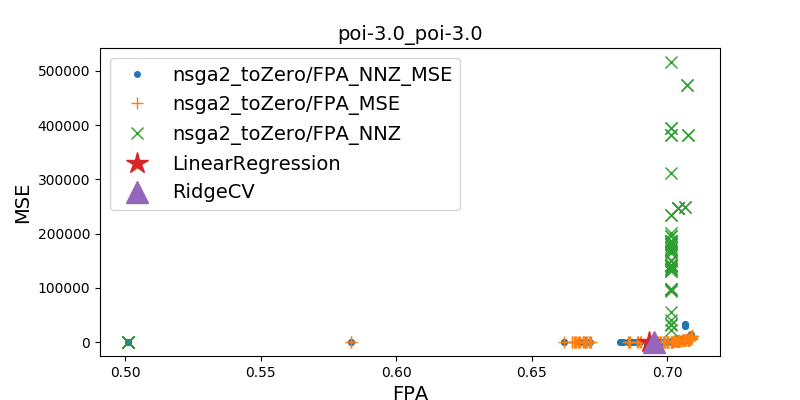 poi-3.0_poi-3.0
nsga2_toZero/FPA_NNZ_MSE
nsga2_toZero/FPA_MSE
nsga2_toZero/FPA_NNZ
LinearRegression
RidgeCV
MSE
500000
400000
300000
200000
100000
0
0.50
0.55
0.60
0.65
0.70
FPA